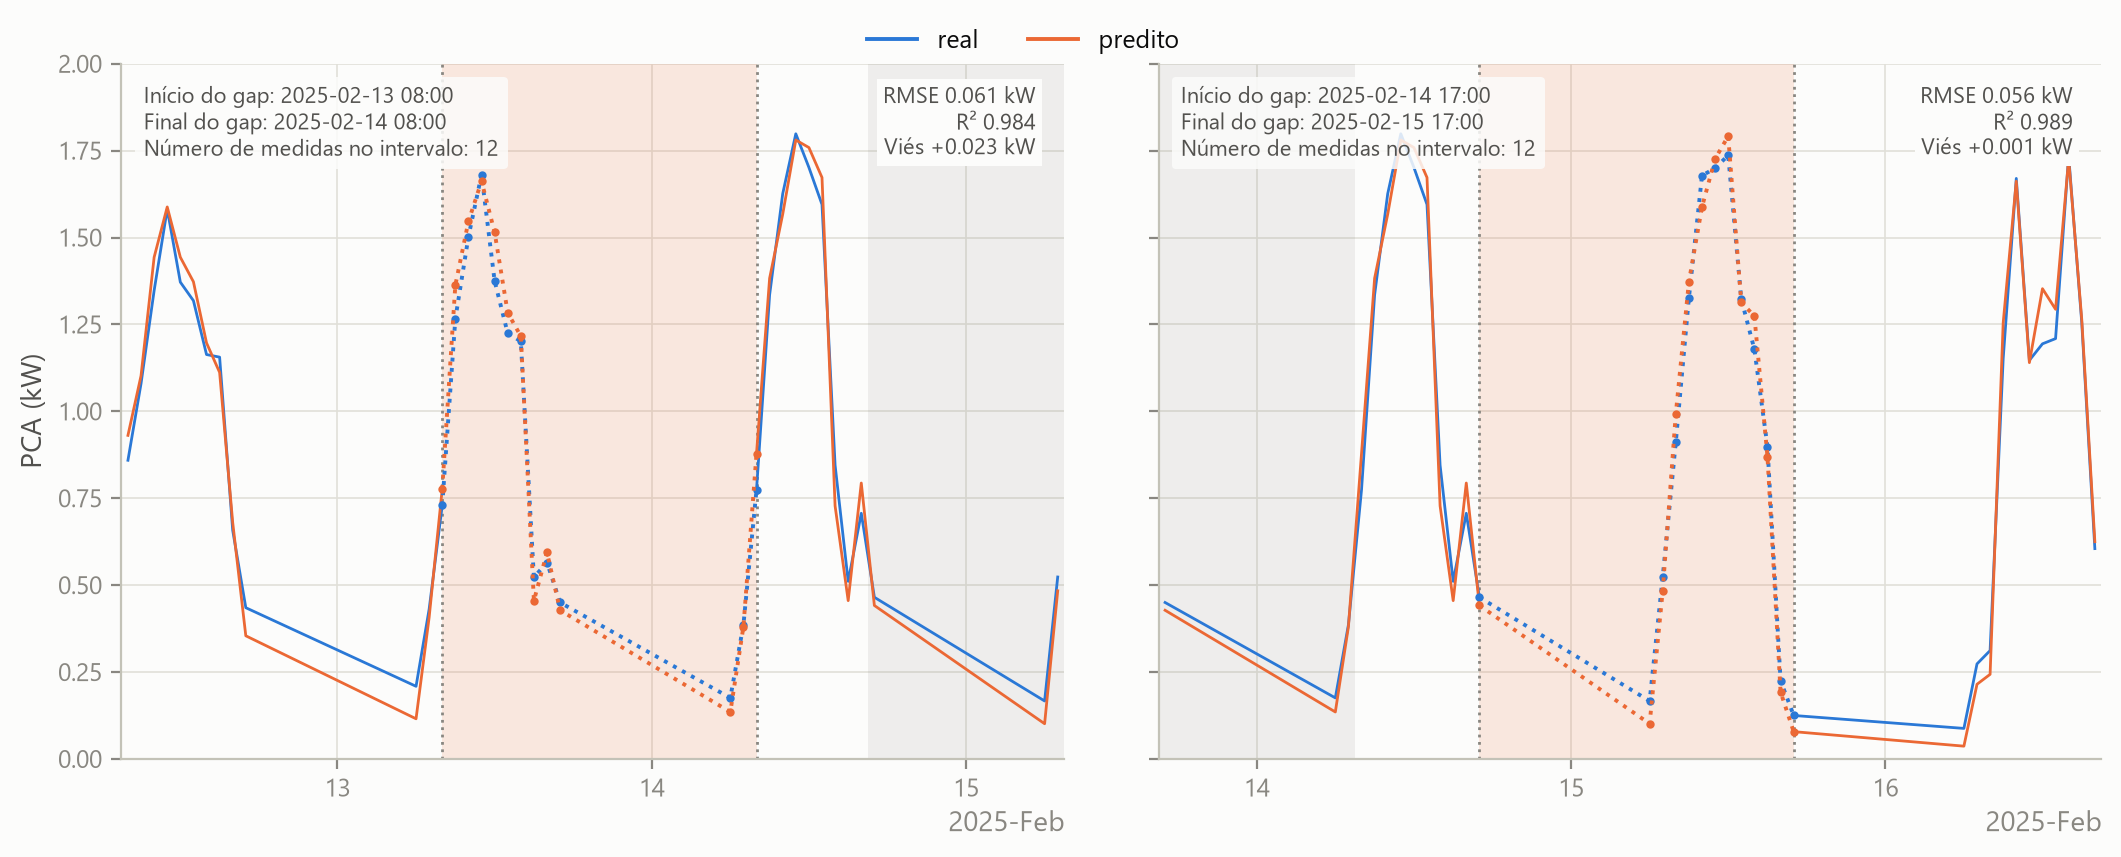 real
predito
PCA (kW)
2.00
1.75
1.50
1.25
1.00
0.75
0.50
0.25
0.00
Início do gap: 2025-02-13 08:00
Final do gap: 2025-02-14 08:00
Número de medidas no intervalo: 12
RMSE 0.061 kW
R² 0.984
Viés +0.023 kW
13
14
15
2025-Feb
Início do gap: 2025-02-14 17:00
Final do gap: 2025-02-15 17:00
Número de medidas no intervalo: 12
RMSE 0.056 kW
R² 0.989
Viés +0.001 kW
14
15
16
2025-Feb